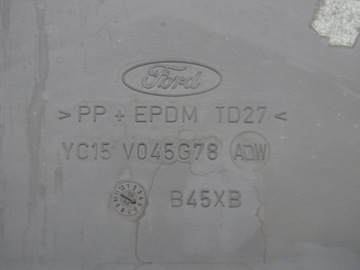 Ford
> PP + EPDM TD27 <
YC15 V045G78 ADW
B45XB